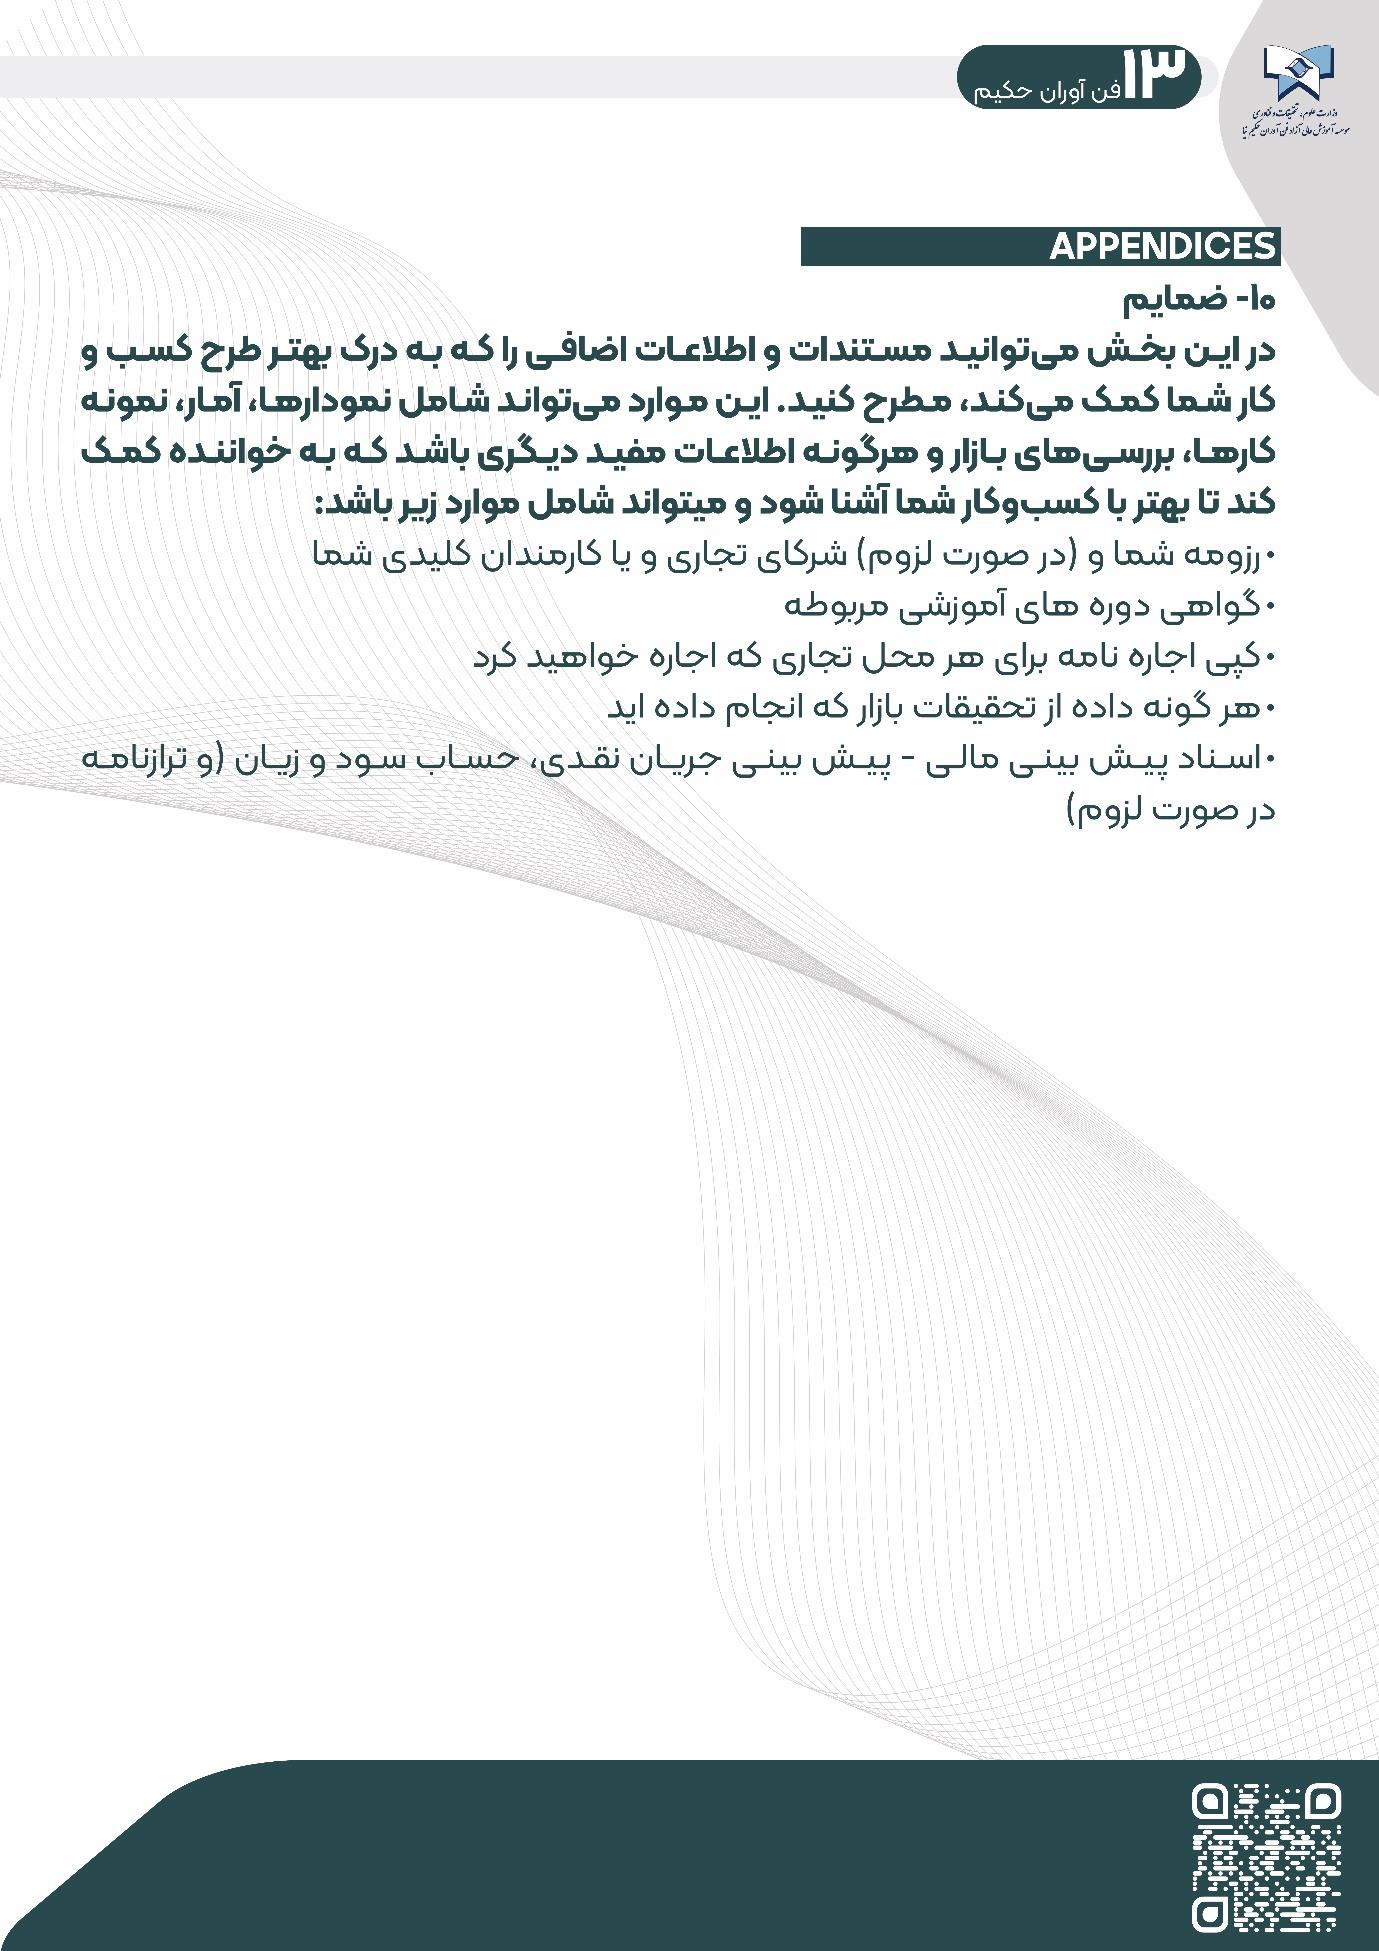 ۱۳ فن آوران حکیم
وزارت علوم، تحقیقات و فناوری
موسسه آموزش عالی آزاد فن آوران حکیم نیا
APPENDICES
۱۰- ضمایم
در این بخش می‌توانید مستندات و اطلاعات اضافی را که به درک بهتر طرح کسب و
کار شما کمک می‌کند، مطرح کنید. این موارد می‌تواند شامل نمودارها، آمار، نمونه
کارها، بررسی‌های بازار و هرگونه اطلاعات مفید دیگری باشد که به خواننده کمک
کند تا بهتر با کسب‌وکار شما آشنا شود و میتواند شامل موارد زیر باشد:
• رزومه شما و (در صورت لزوم) شرکای تجاری و یا کارمندان کلیدی شما
• گواهی دوره های آموزشی مربوطه
• کپی اجاره نامه برای هر محل تجاری که اجاره خواهید کرد
• هر گونه داده از تحقیقات بازار که انجام داده اید
• اسناد پیش بینی مالی - پیش بینی جریان نقدی، حساب سود و زیان (و ترازنامه
در صورت لزوم)